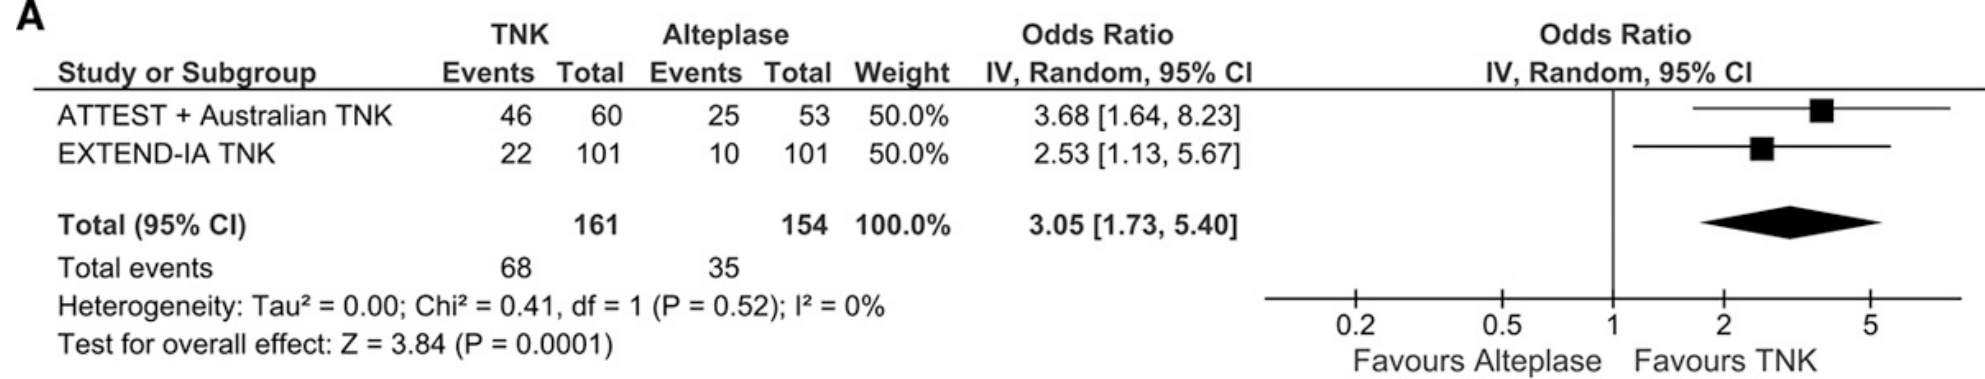 A
TNK Alteplase Odds Ratio Odds Ratio
Study or Subgroup Events Total Events Total Weight IV, Random, 95% CI IV, Random, 95% CI
ATTEST + Australian TNK 46 60 25 53 50.0% 3.68 [1.64, 8.23]
EXTEND-IA TNK 22 101 10 101 50.0% 2.53 [1.13, 5.67]
Total (95% CI) 161 154 100.0% 3.05 [1.73, 5.40]
Total events 68 35
Heterogeneity: Tau² = 0.00; Chi² = 0.41, df = 1 (P = 0.52); I² = 0%
Test for overall effect: Z = 3.84 (P = 0.0001)
0.2 0.5 1 2 5
Favours Alteplase Favours TNK